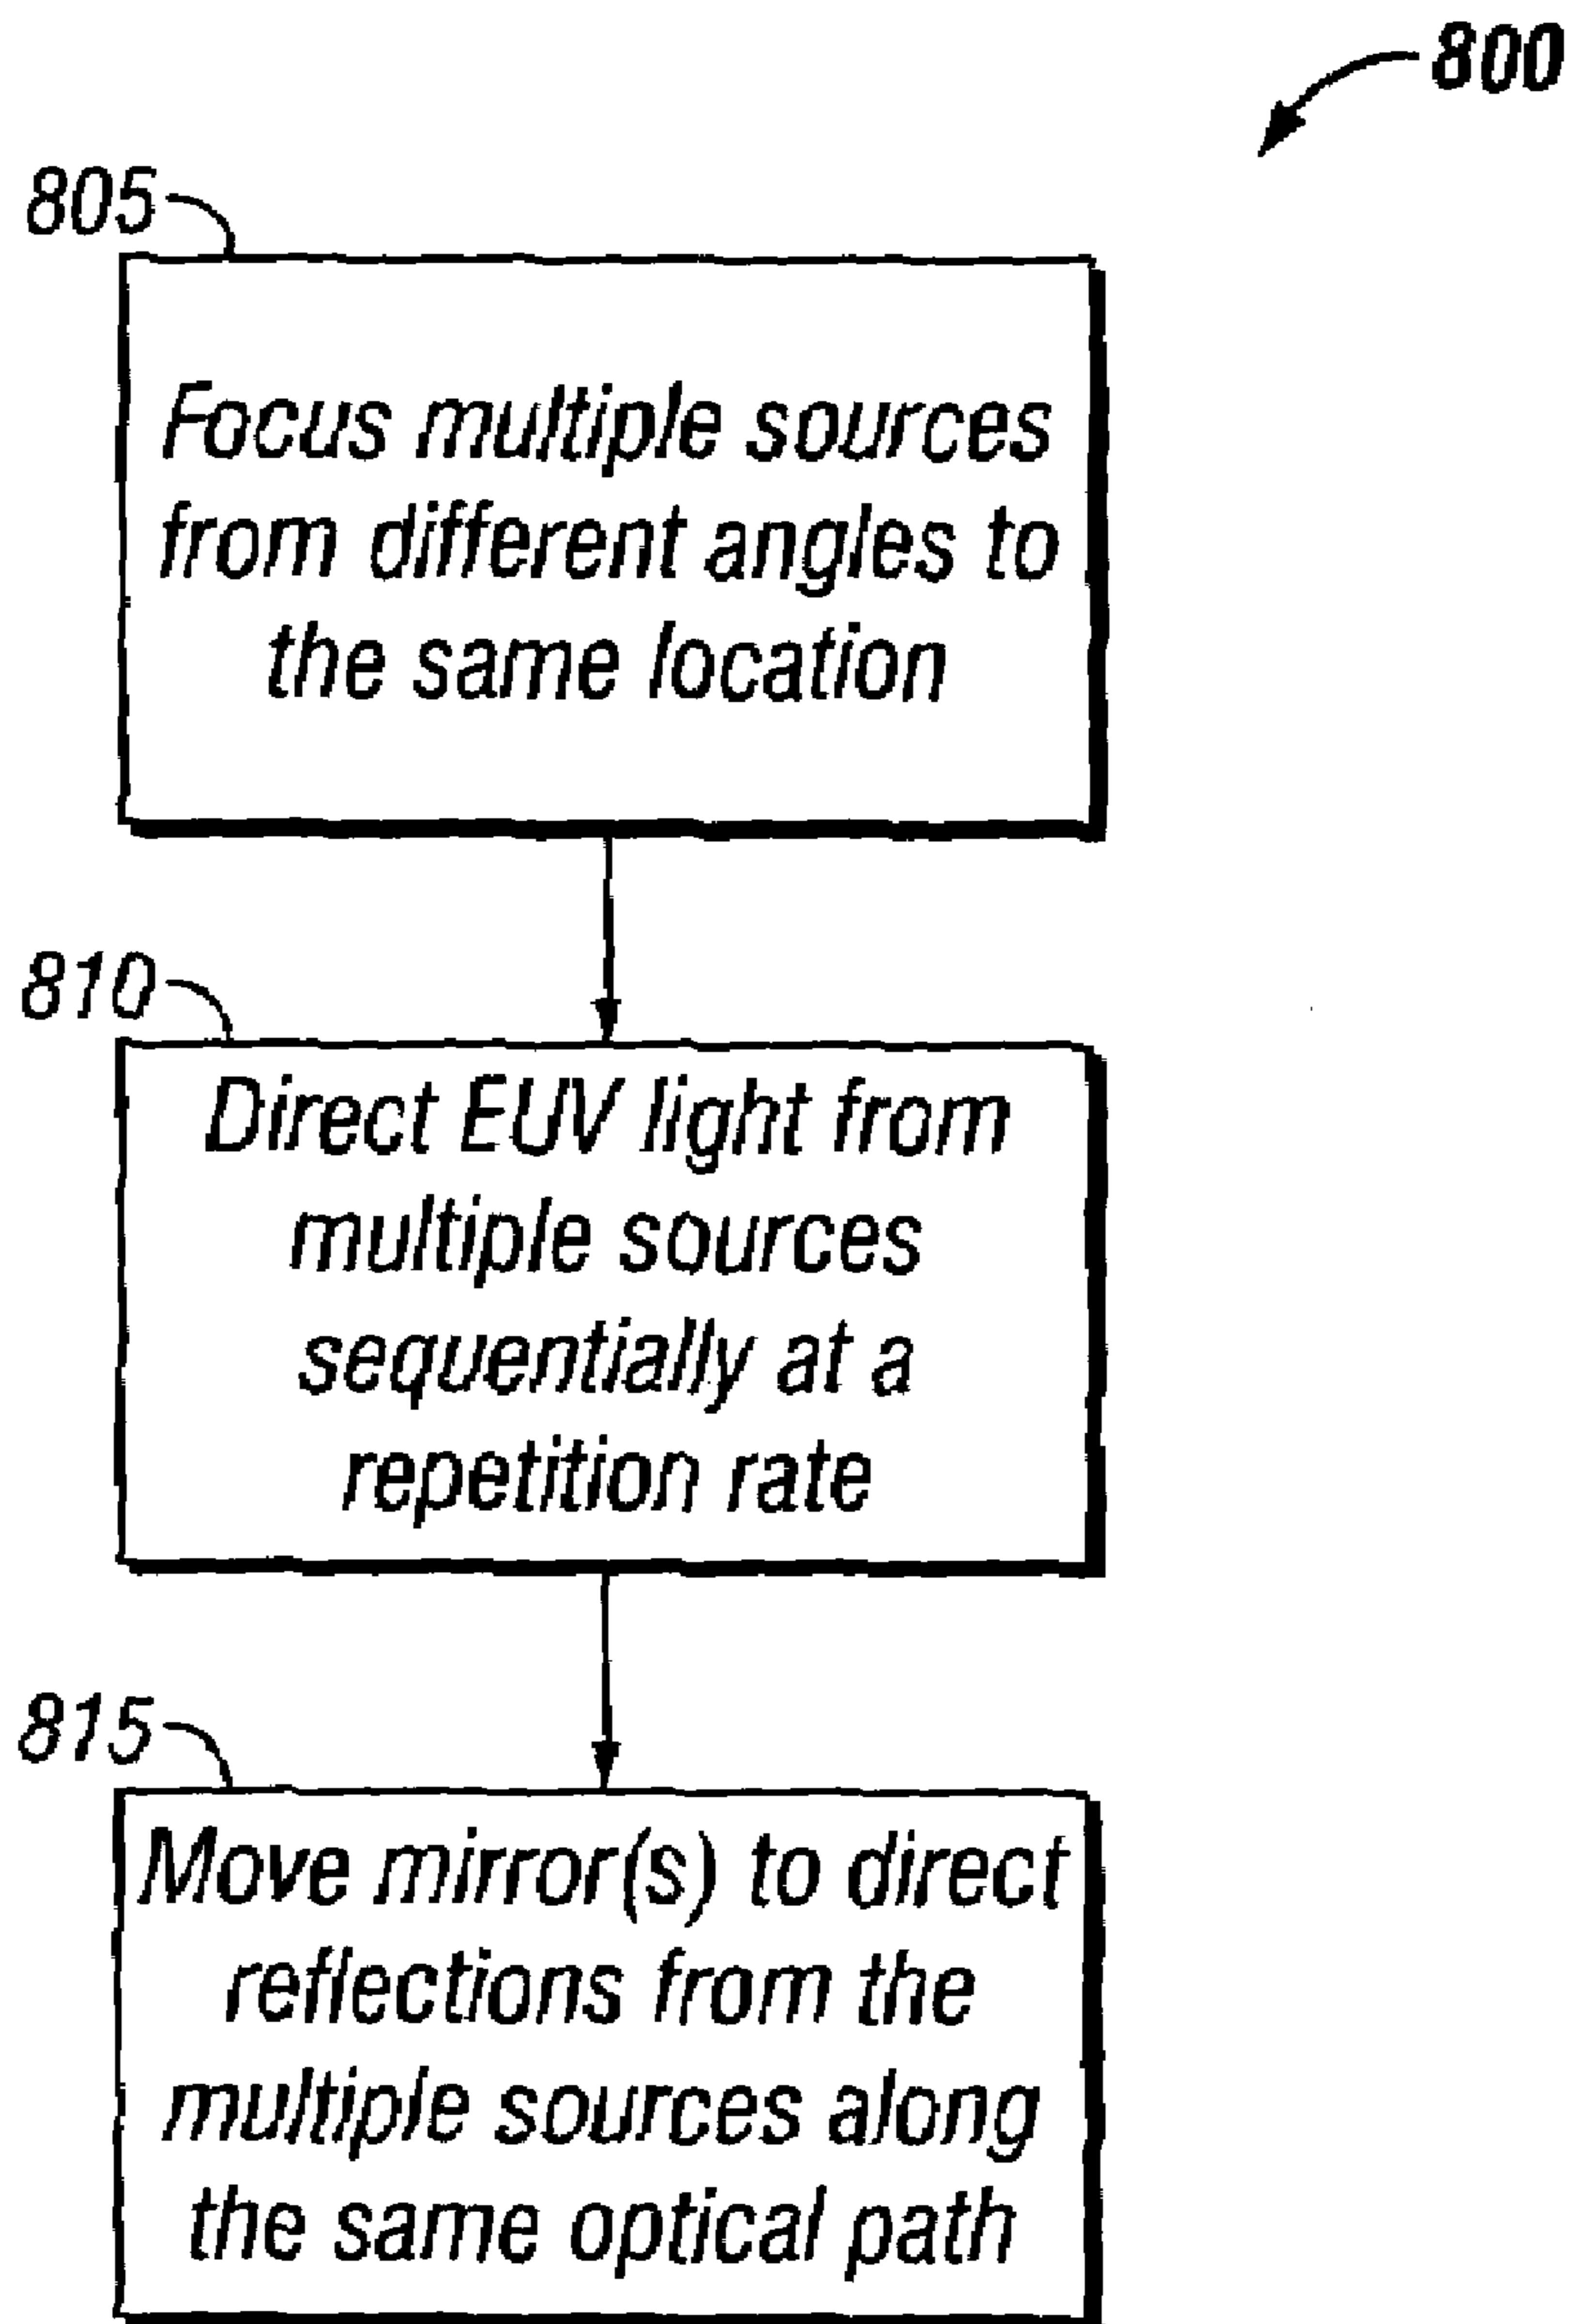 800
805
Focus multiple sources
from different angles to
the same location
810
Direct EUV light from
multiple sources
sequentially at a
repetition rate
815
Move mirror(s) to direct
reflections from the
multiple sources along
the same optical path